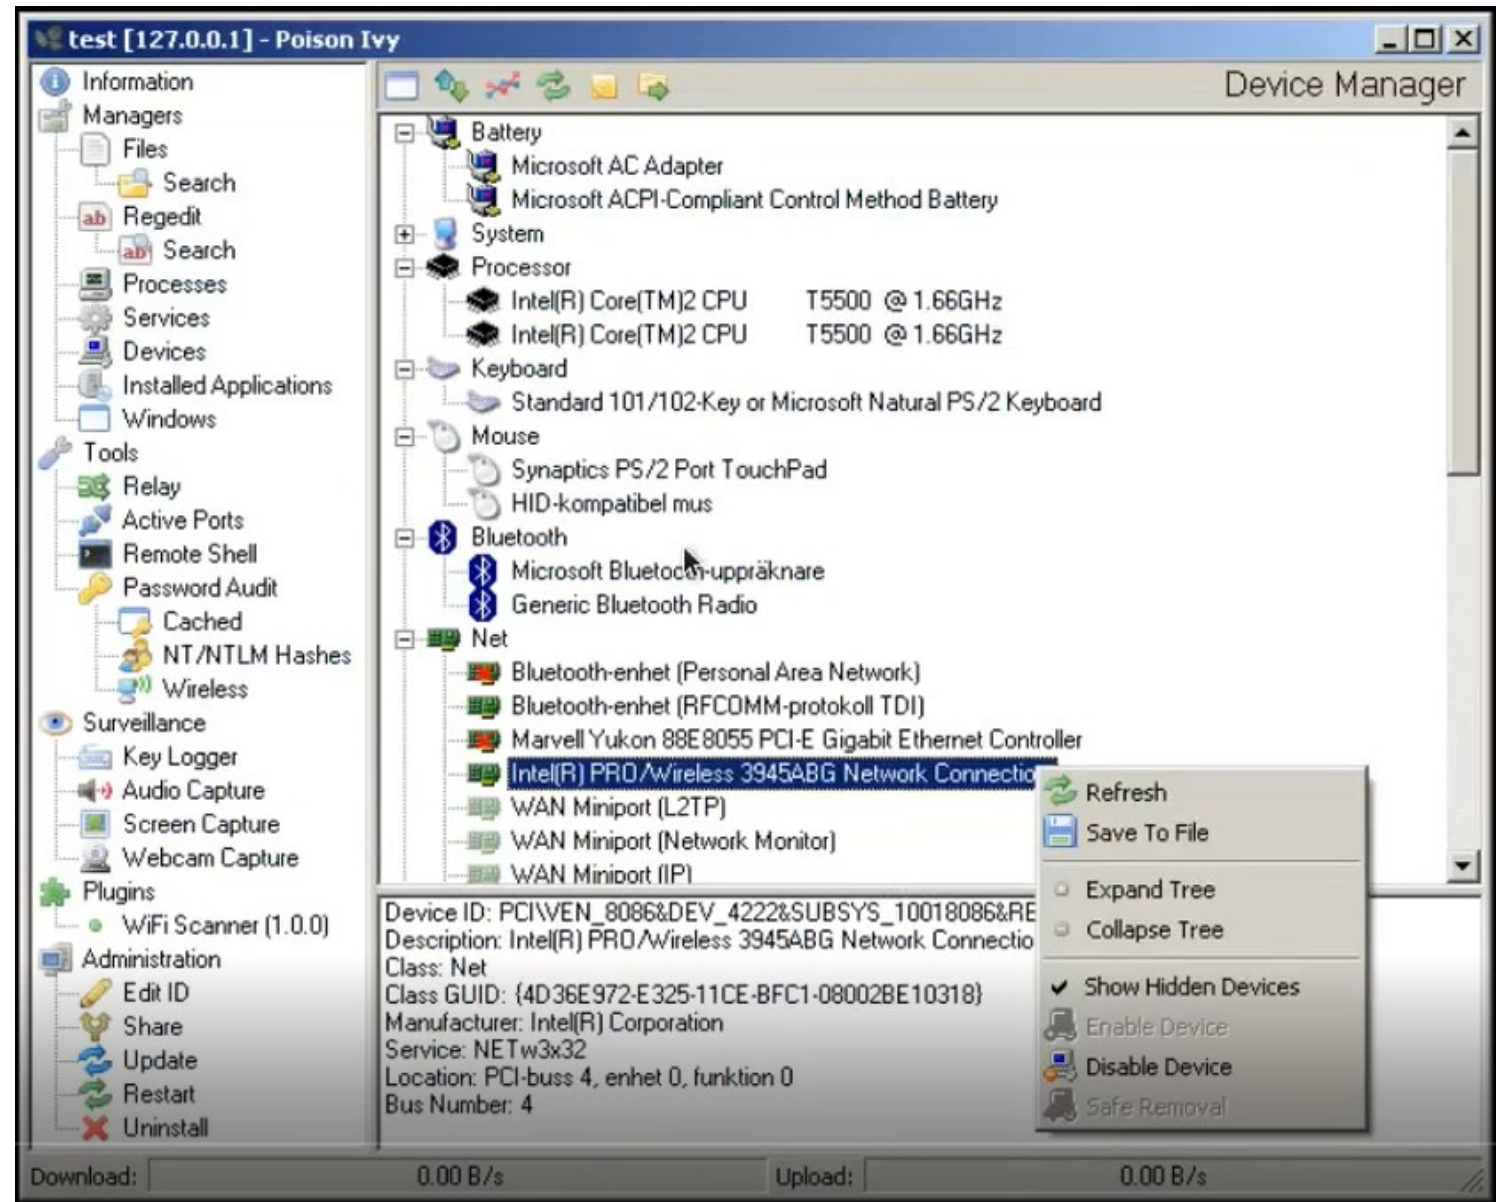 test [127.0.0.1] - Poison Ivy
Information
Managers
Files
Search
Regedit
Search
Processes
Services
Devices
Installed Applications
Windows
Tools
Relay
Active Ports
Remote Shell
Password Audit
Cached
NT/NTLM Hashes
Wireless
Surveillance
Key Logger
Audio Capture
Screen Capture
Webcam Capture
Plugins
WiFi Scanner (1.0.0)
Administration
Edit ID
Share
Update
Restart
Uninstall
Device Manager
Battery
Microsoft AC Adapter
Microsoft ACPI-Compliant Control Method Battery
System
Processor
Intel(R) Core(TM)2 CPU T5500 @ 1.66GHz
Intel(R) Core(TM)2 CPU T5500 @ 1.66GHz
Keyboard
Standard 101/102-Key or Microsoft Natural PS/2 Keyboard
Mouse
Synaptics PS/2 Port TouchPad
HID-kompatibel mus
Bluetooth
Microsoft Bluetooth-uppräknare
Generic Bluetooth Radio
Net
Bluetooth-enhet (Personal Area Network)
Bluetooth-enhet (RFCOMM-protokoll TDI)
Marvell Yukon 88E8055 PCI-E Gigabit Ethernet Controller
Intel(R) PRO/Wireless 3945ABG Network Connectio
WAN Miniport (L2TP)
WAN Miniport (Network Monitor)
WAN Miniport (IP)
Device ID: PCI\VEN_8086&DEV_4222&SUBSYS_10018086&RE
Description: Intel(R) PRO/Wireless 3945ABG Network Connectio
Class: Net
Class GUID: {4D36E972-E325-11CE-BFC1-08002BE10318}
Manufacturer: Intel(R) Corporation
Service: NETw3x32
Location: PCI-buss 4, enhet 0, funktion 0
Bus Number: 4
Refresh
Save To File
Expand Tree
Collapse Tree
Show Hidden Devices
Enable Device
Disable Device
Safe Removal
Download: 0.00 B/s Upload: 0.00 B/s